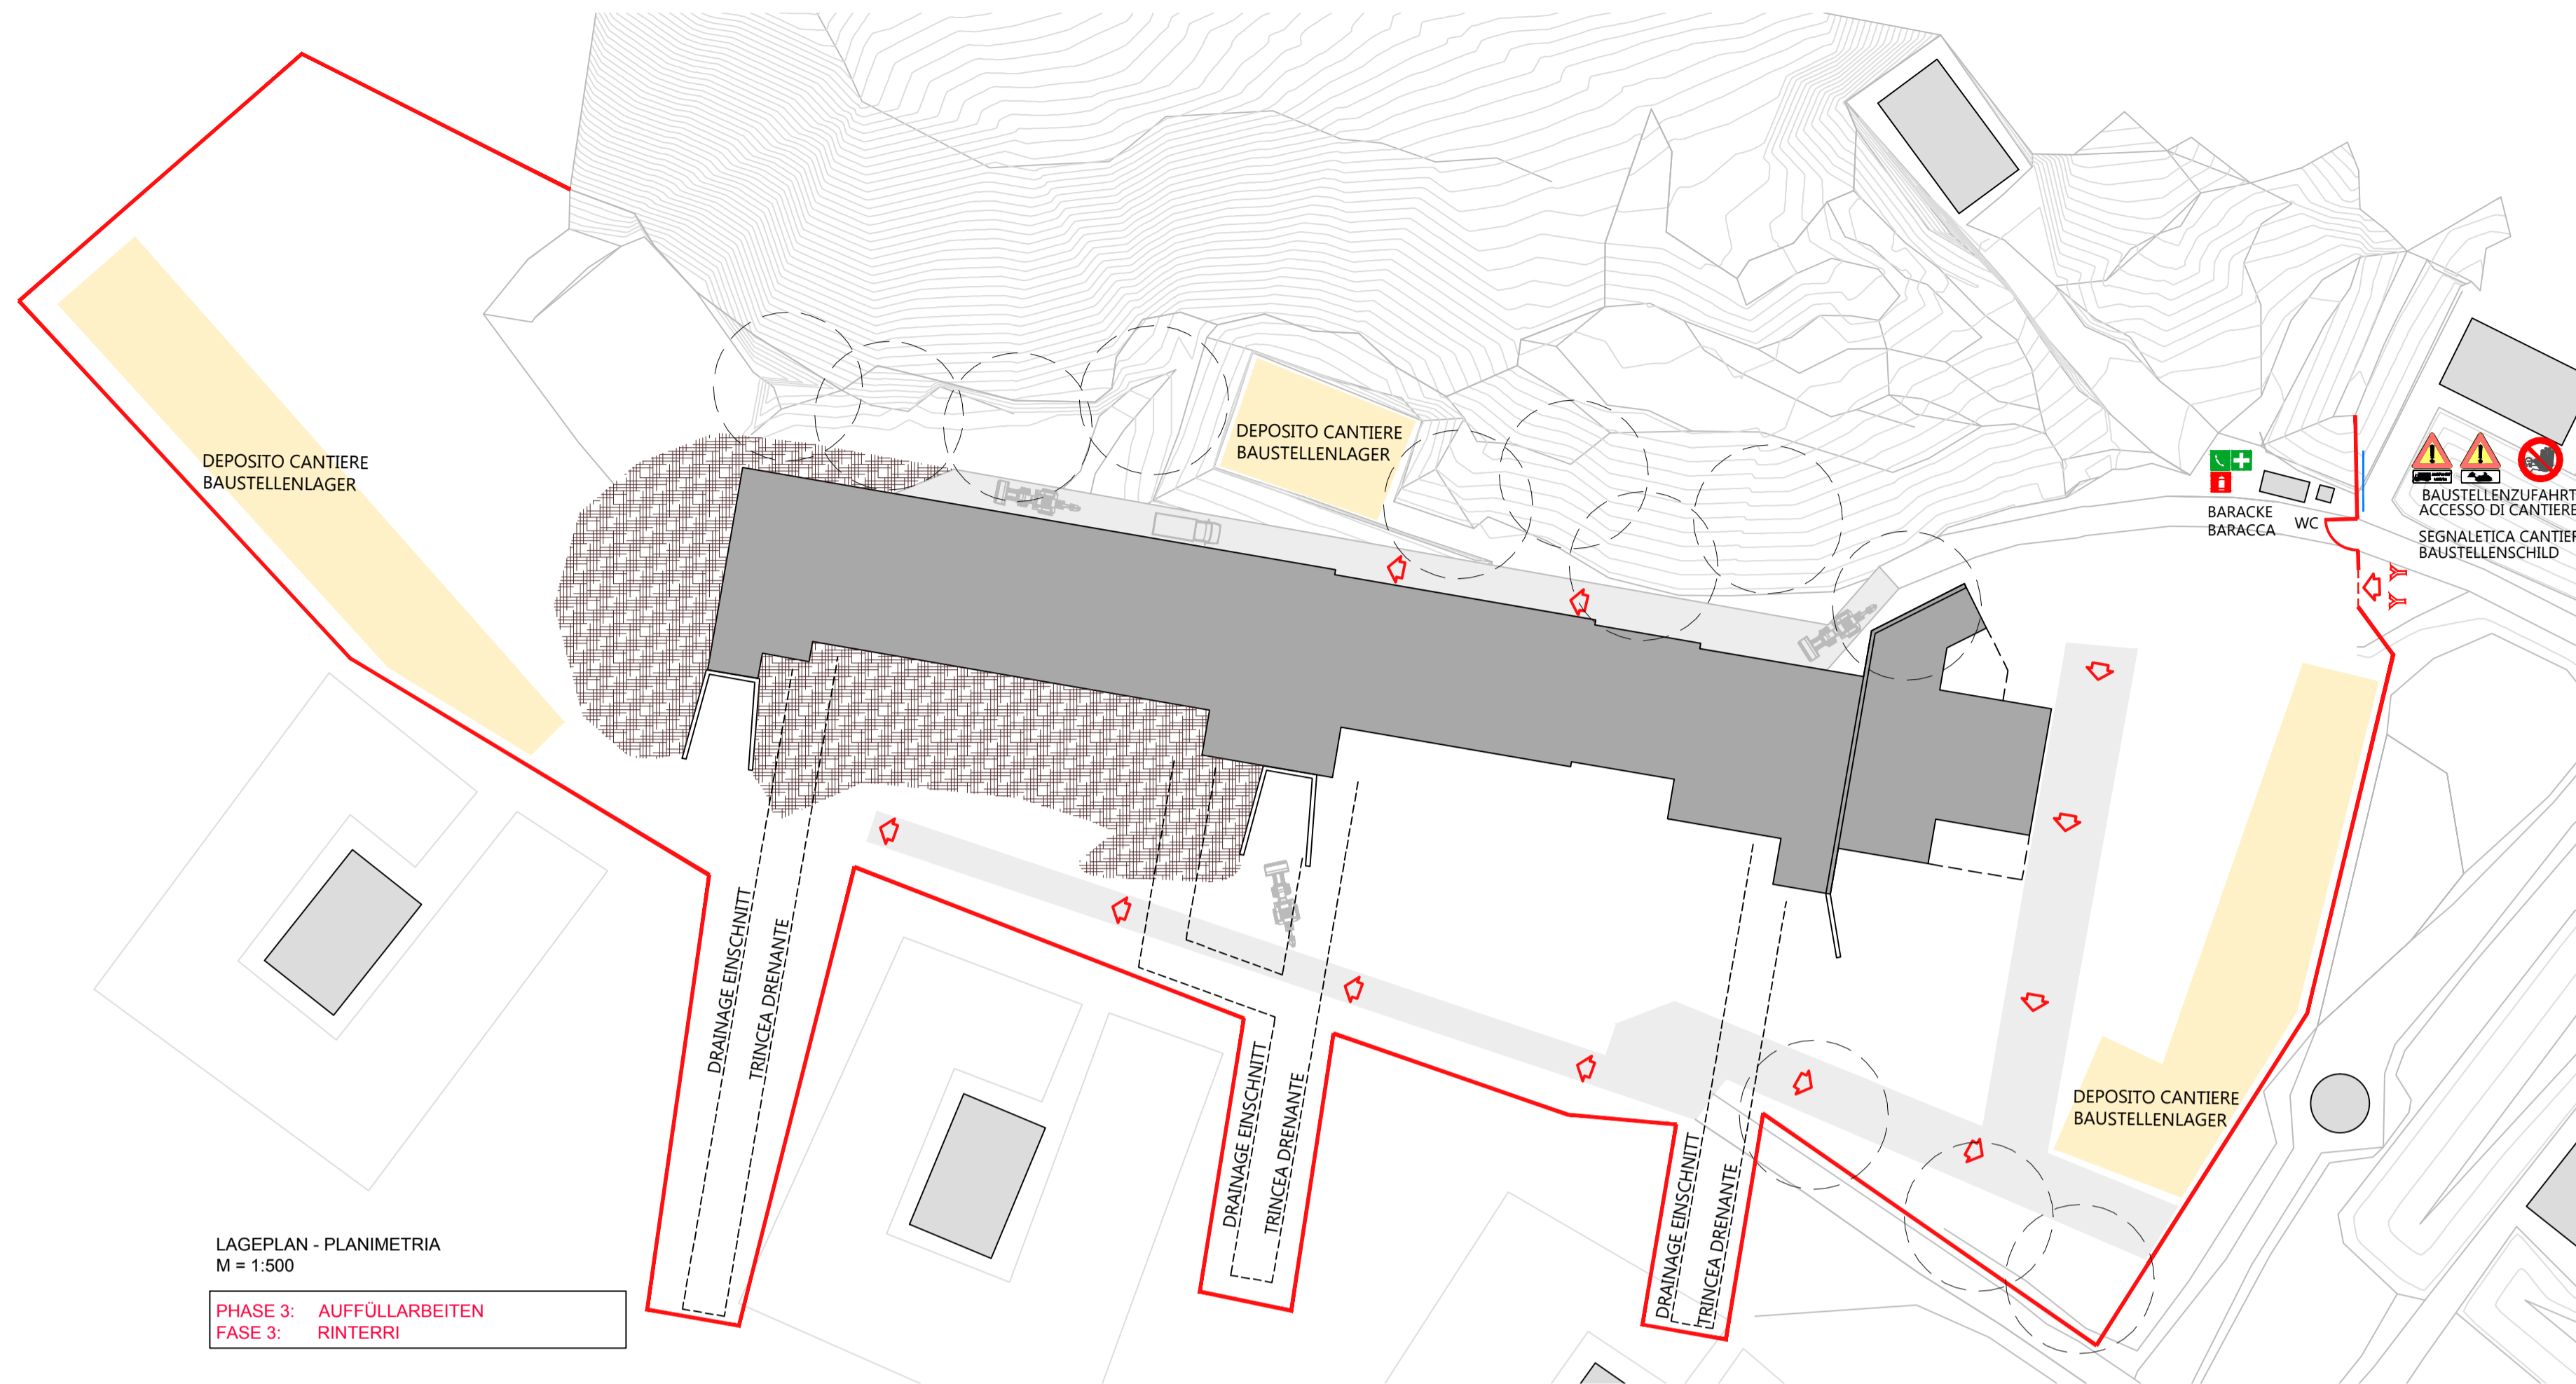 DEPOSITO CANTIERE
BAUSTELLENLAGER
DEPOSITO CANTIERE
BAUSTELLENLAGER
BARACKE
BARACCA
WC
BAUSTELLENZUFAHRT
ACCESSO DI CANTIERE
SEGNALETICA CANTIER
BAUSTELLENSCHILD
DRAINAGE EINSCHNITT
TRINCEA DRENANTE
DRAINAGE EINSCHNITT
TRINCEA DRENANTE
DRAINAGE EINSCHNITT
TRINCEA DRENANTE
DEPOSITO CANTIERE
BAUSTELLENLAGER
LAGEPLAN - PLANIMETRIA
M = 1:500
PHASE 3: AUFFÜLLARBEITEN
FASE 3: RINTERRI